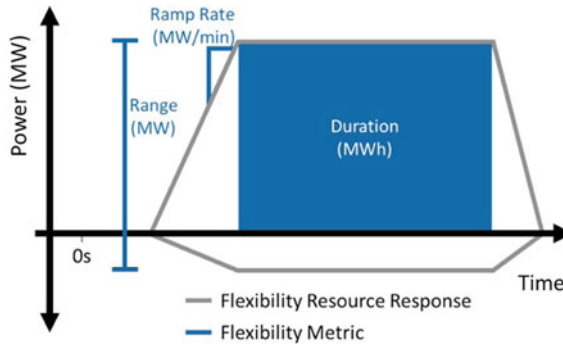 Ramp Rate
(MW/min)
Power (MW)
Range
(MW)
Duration
(MWh)
0s
Time
Flexibility Resource Response
Flexibility Metric